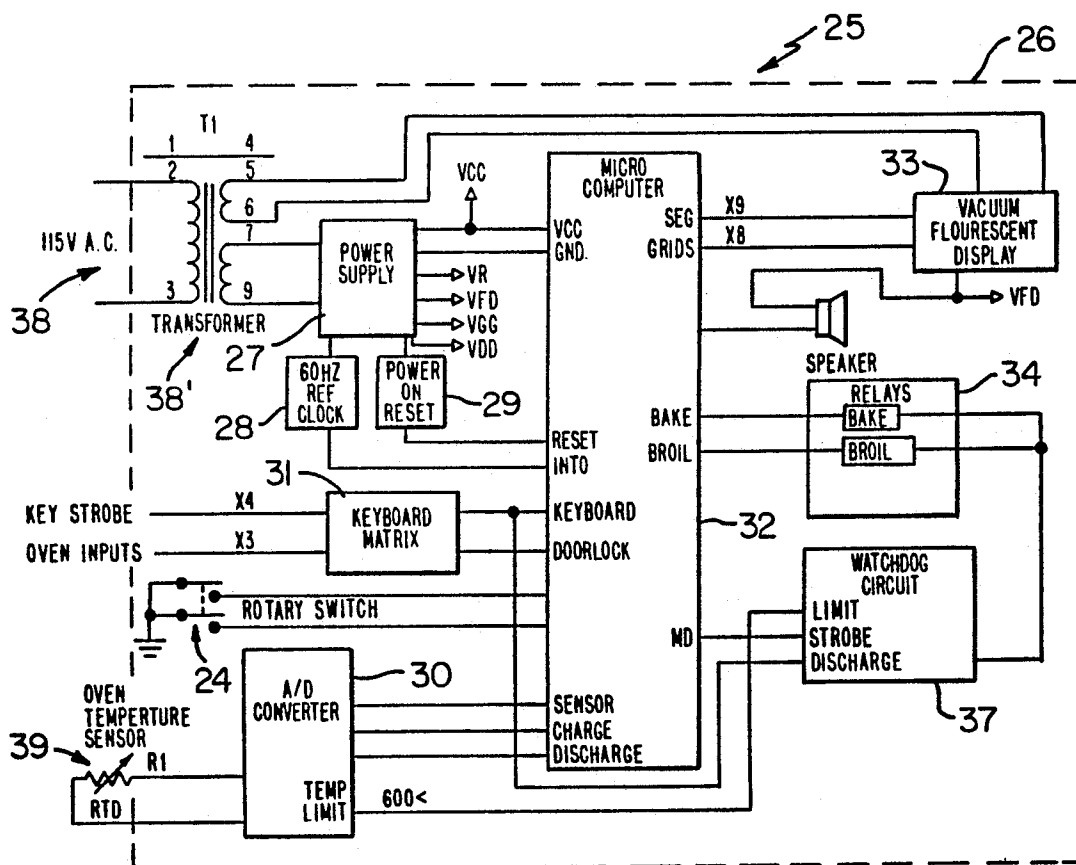 25
26
T1
1 4
2 5
6
7
3 9
115V A.C.
38
TRANSFORMER
38'
POWER
SUPPLY
27
VCC
VR
VFD
VGG
VDD
60HZ
REF
CLOCK
28
POWER
ON
RESET
29
MICRO
COMPUTER
VCC
GND.
SEG
GRIDS
X9
X8
33
VACUUM
FLOURESCENT
DISPLAY
VFD
SPEAKER
34
RELAYS
BAKE
BROIL
BAKE
BROIL
RESET
INTO
31
KEY STROBE
X4
OVEN INPUTS
X3
KEYBOARD
MATRIX
KEYBOARD
DOORLOCK
32
ROTARY SWITCH
24
WATCHDOG
CIRCUIT
LIMIT
STROBE
DISCHARGE
MD
37
30
A/D
CONVERTER
SENSOR
CHARGE
DISCHARGE
OVEN
TEMPERTURE
SENSOR
39
R1
RTD
TEMP
LIMIT
600<